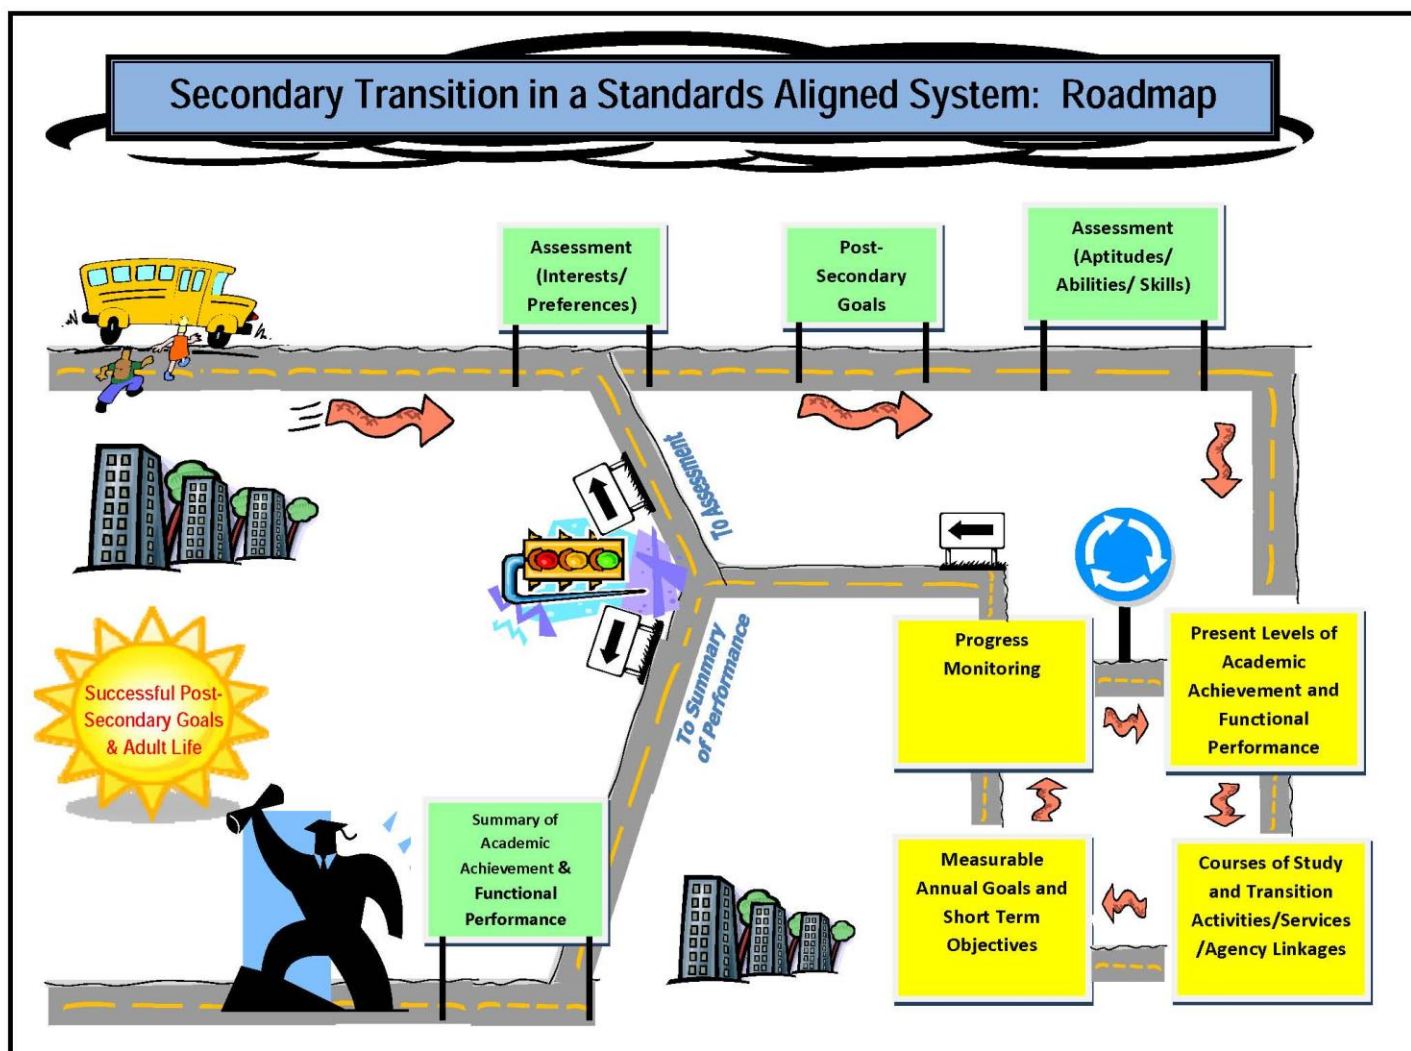 Secondary Transition in a Standards Aligned System: Roadmap
Assessment
(Interests/
Preferences)
Post-
Secondary
Goals
Assessment
(Aptitudes/
Abilities/ Skills)
To Assessment
To Summary
of Performance
Progress
Monitoring
Present Levels of
Academic
Achievement and
Functional
Performance
Successful Post-
Secondary Goals
& Adult Life
Summary of
Academic
Achievement &
Functional
Performance
Measurable
Annual Goals and
Short Term
Objectives
Courses of Study
and Transition
Activities/Services
/Agency Linkages